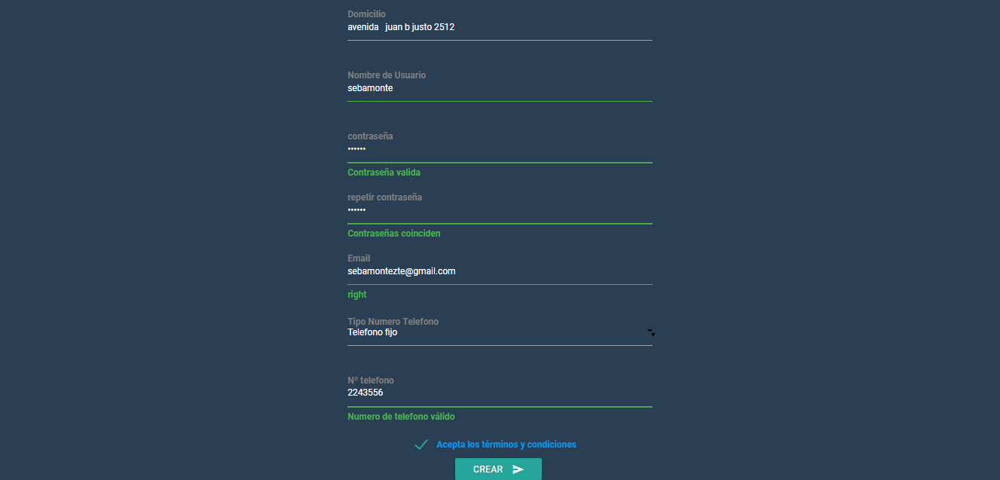 Domicilio
avenida   juan b justo 2512
Nombre de Usuario
sebamonte
contraseña
••••••
Contraseña valida
repetir contraseña
••••••
Contraseñas coinciden
Email
sebamontezte@gmail.com
right
Tipo Numero Telefono
Telefono fijo
Nº telefono
2243556
Numero de telefono válido
Acepta los términos y condiciones
CREAR